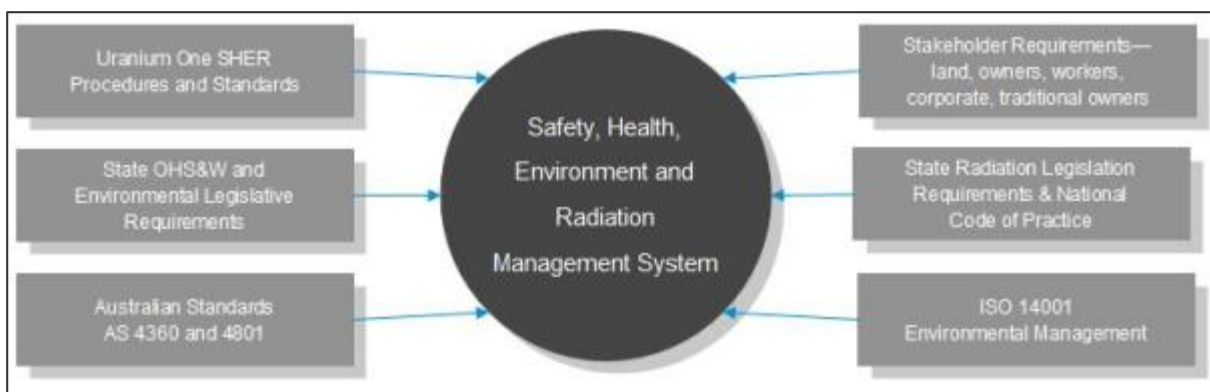 Uranium One SHER
Procedures and Standards
State OHS&W and
Environmental Legislative
Requirements
Australian Standards
AS 4360 and 4801
Safety, Health,
Environment and
Radiation
Management System
Stakeholder Requirements—
land, owners, workers,
corporate, traditional owners
State Radiation Legislation
Requirements & National
Code of Practice
ISO 14001
Environmental Management